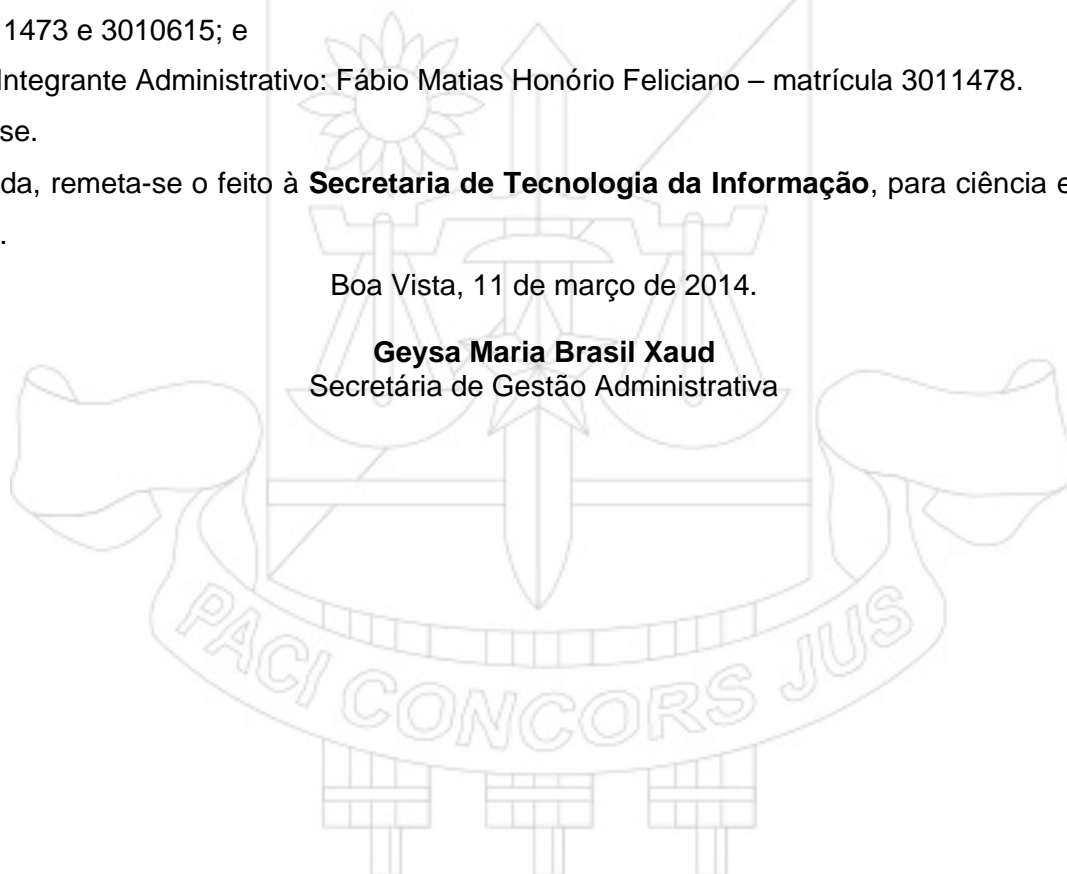 1473 e 3010615; e
Integrante Administrativo: Fábio Matias Honório Feliciano – matrícula 3011478.
se.
da, remeta-se o feito à Secretaria de Tecnologia da Informação, para ciência e
.
Boa Vista, 11 de março de 2014.
Geysa Maria Brasil Xaud
Secretária de Gestão Administrativa
PACI CONCORS JUS